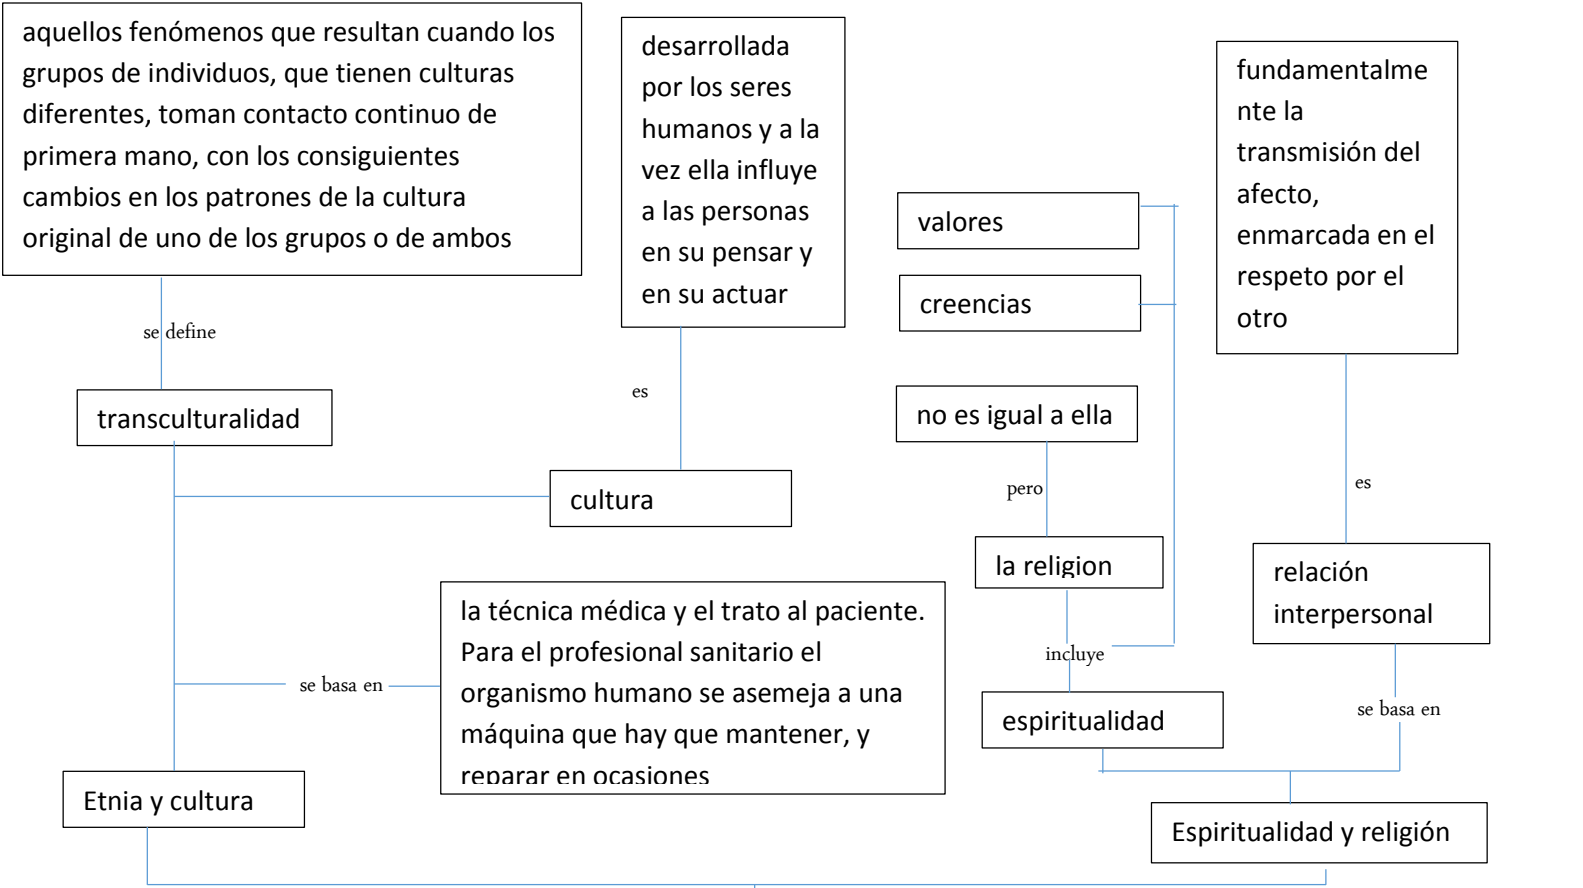 aquellos fenómenos que resultan cuando los
grupos de individuos, que tienen culturas
diferentes, toman contacto continuo de
primera mano, con los consiguientes
cambios en los patrones de la cultura
original de uno de los grupos o de ambos
desarrollada
por los seres
humanos y a la
vez ella influye
a las personas
en su pensar y
en su actuar
valores
creencias
no es igual a ella
fundamentalme
nte la
transmisión del
afecto,
enmarcada en el
respeto por el
otro
se define
es
transculturalidad
cultura
pero
es
la religion
relación
interpersonal
la técnica médica y el trato al paciente.
Para el profesional sanitario el
organismo humano se asemeja a una
máquina que hay que mantener, y
reparar en ocasiones
se basa en
incluye
espiritualidad
se basa en
Etnia y cultura
Espiritualidad y religión